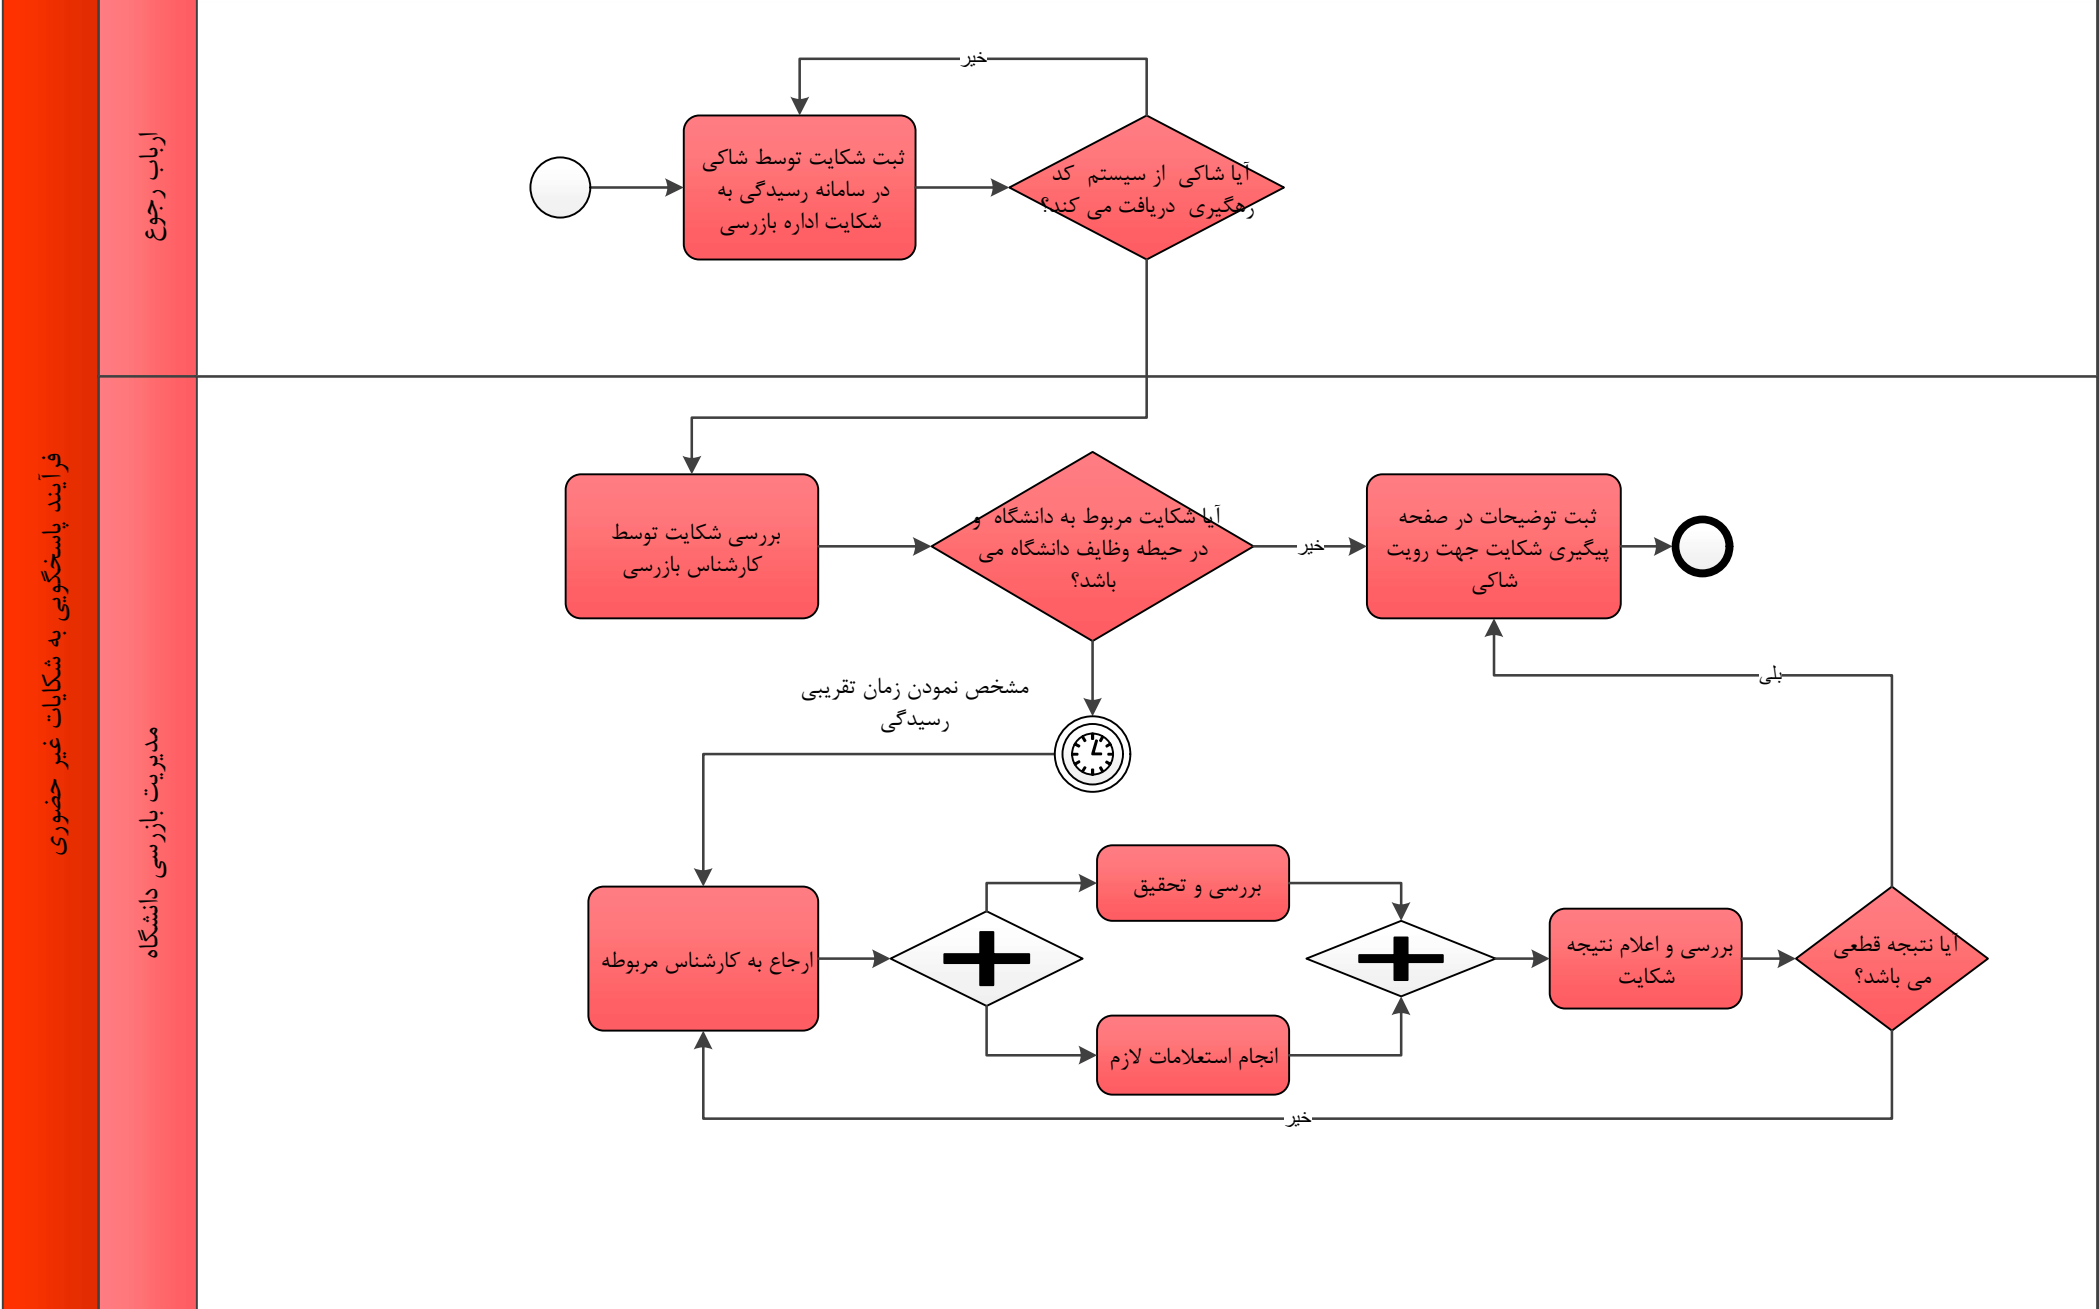 فرآیند پاسخگویی به شکایات غیر حضوری
ارباب رجوع
خیر
ثبت شکایت توسط شاکی
در سامانه رسیدگی به
شکایت اداره بازرسی
آیا شاکی از سیستم کد
رهگیری دریافت می کند؟
مدیریت بازرسی دانشگاه
بررسی شکایت توسط
کارشناس بازرسی
آیا شکایت مربوط به دانشگاه و
در حیطه وظایف دانشگاه می
باشد؟
خیر
ثبت توضیحات در صفحه
پیگیری شکایت جهت رویت
شاکی
مشخص نمودن زمان تقریبی
رسیدگی
بلی
ارجاع به کارشناس مربوطه
بررسی و تحقیق
انجام استعلامات لازم
بررسی و اعلام نتیجه
شکایت
آیا نتبجه قطعی
می باشد؟
خیر